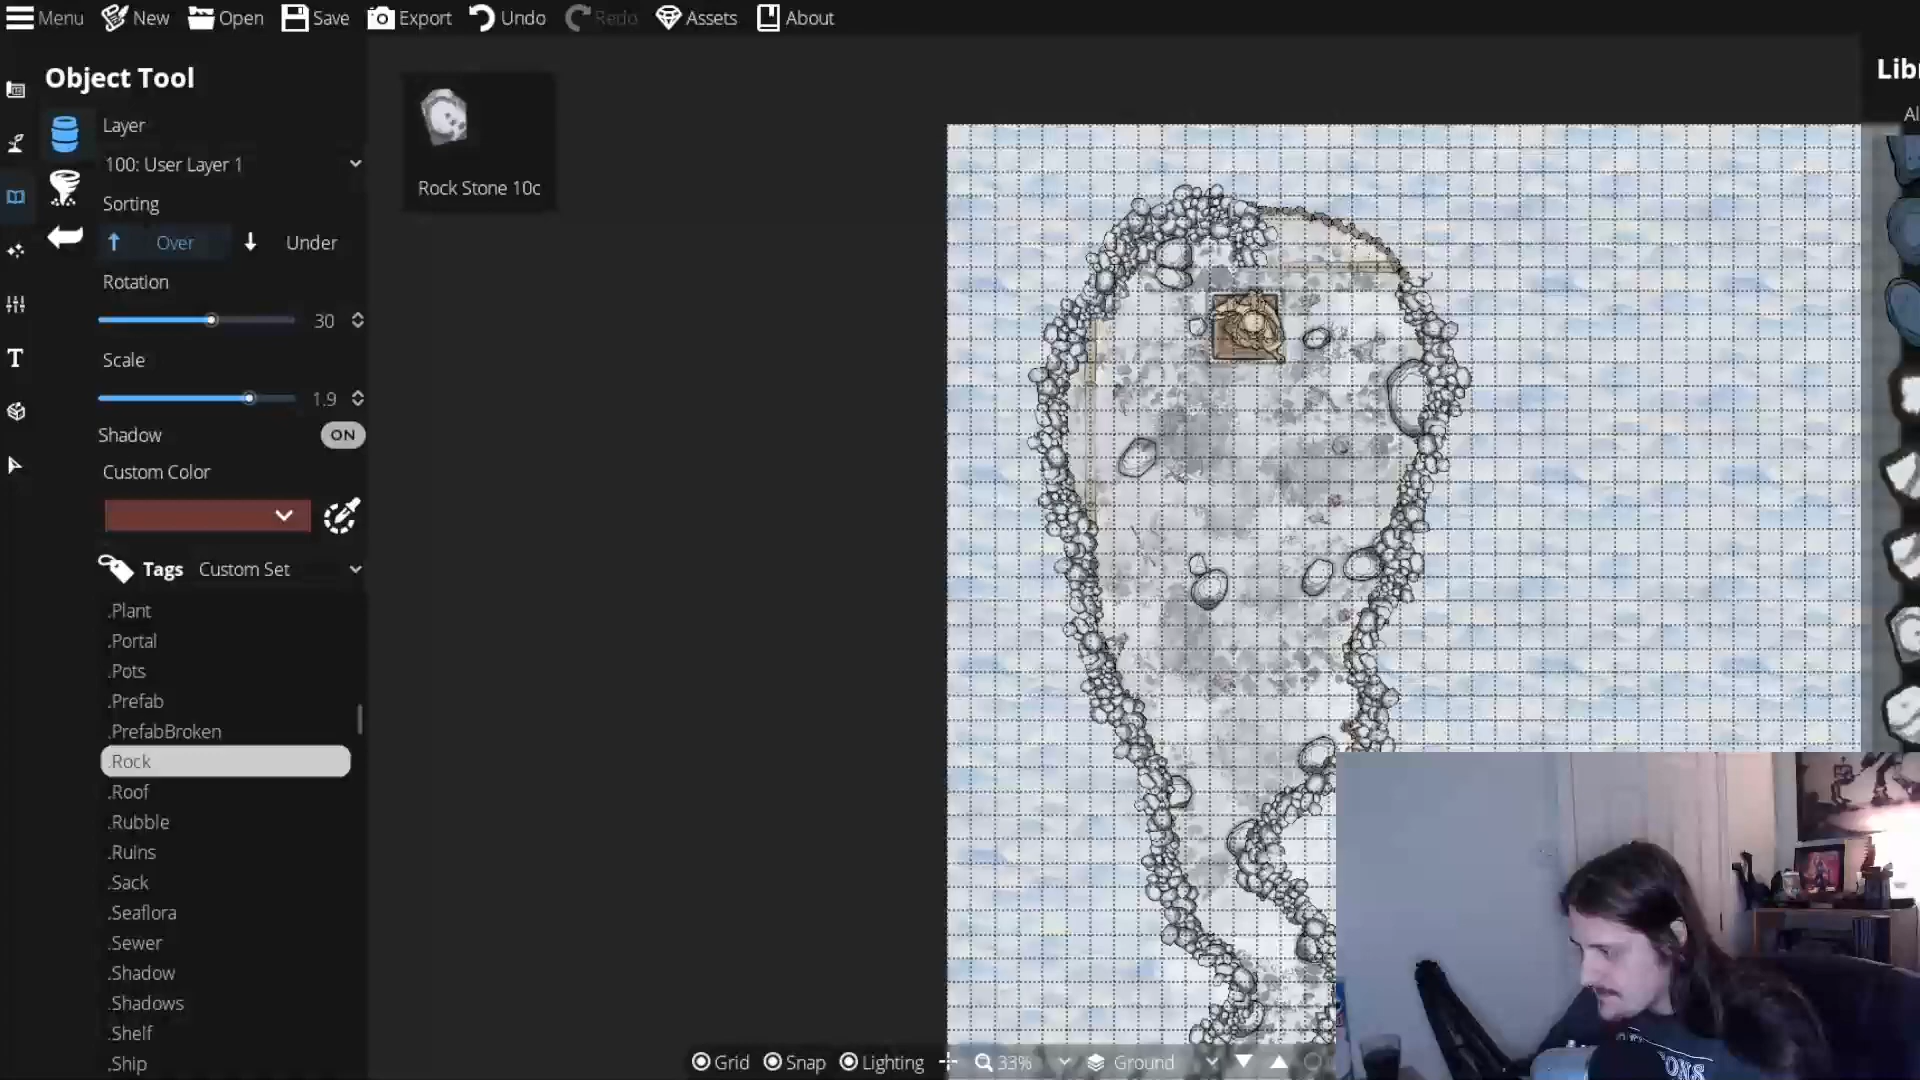 Menu New Open Save Export Undo Redo Assets About
Object Tool
Layer
100: User Layer 1
Sorting
Over Under
Rotation
30
Scale
1.9
Shadow ON
Custom Color
Tags Custom Set
.Plant
.Portal
.Pots
.Prefab
.PrefabBroken
.Rock
.Roof
.Rubble
.Ruins
.Sack
.Seaflora
.Sewer
.Shadow
.Shadows
.Shelf
.Ship
Rock Stone 10c
Grid Snap Lighting 33% Ground